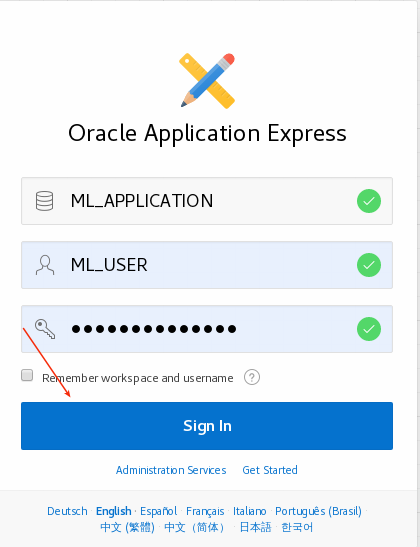 Oracle Application Express
ML_APPLICATION
ML_USER
●●●●●●●●●●●●●●
Remember workspace and username ?
Sign In
Administration Services Get Started
Deutsch English · Español Français Italiano Português (Brasil)
中文 (繁體) 中文（简体） 日本語 한국어